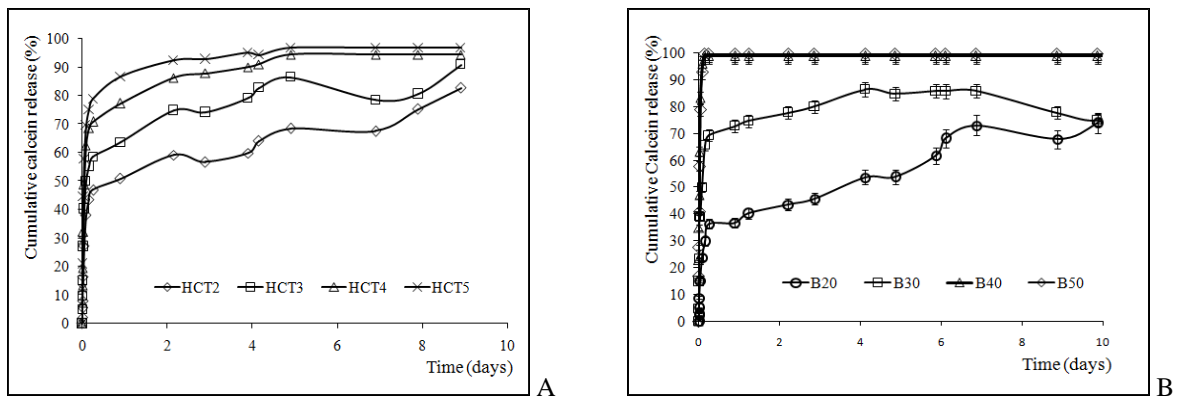 Cumulative calcein release (%)
100
90
80
70
60
50
40
30
20
10
0
HCT2 HCT3 HCT4 HCT5
0 2 4 6 8 10
Time (days)
A
Cumulative Calcein release (%)
100
90
80
70
60
50
40
30
20
10
0
B20 B30 B40 B50
0 2 4 6 8 10
Time (days)
B